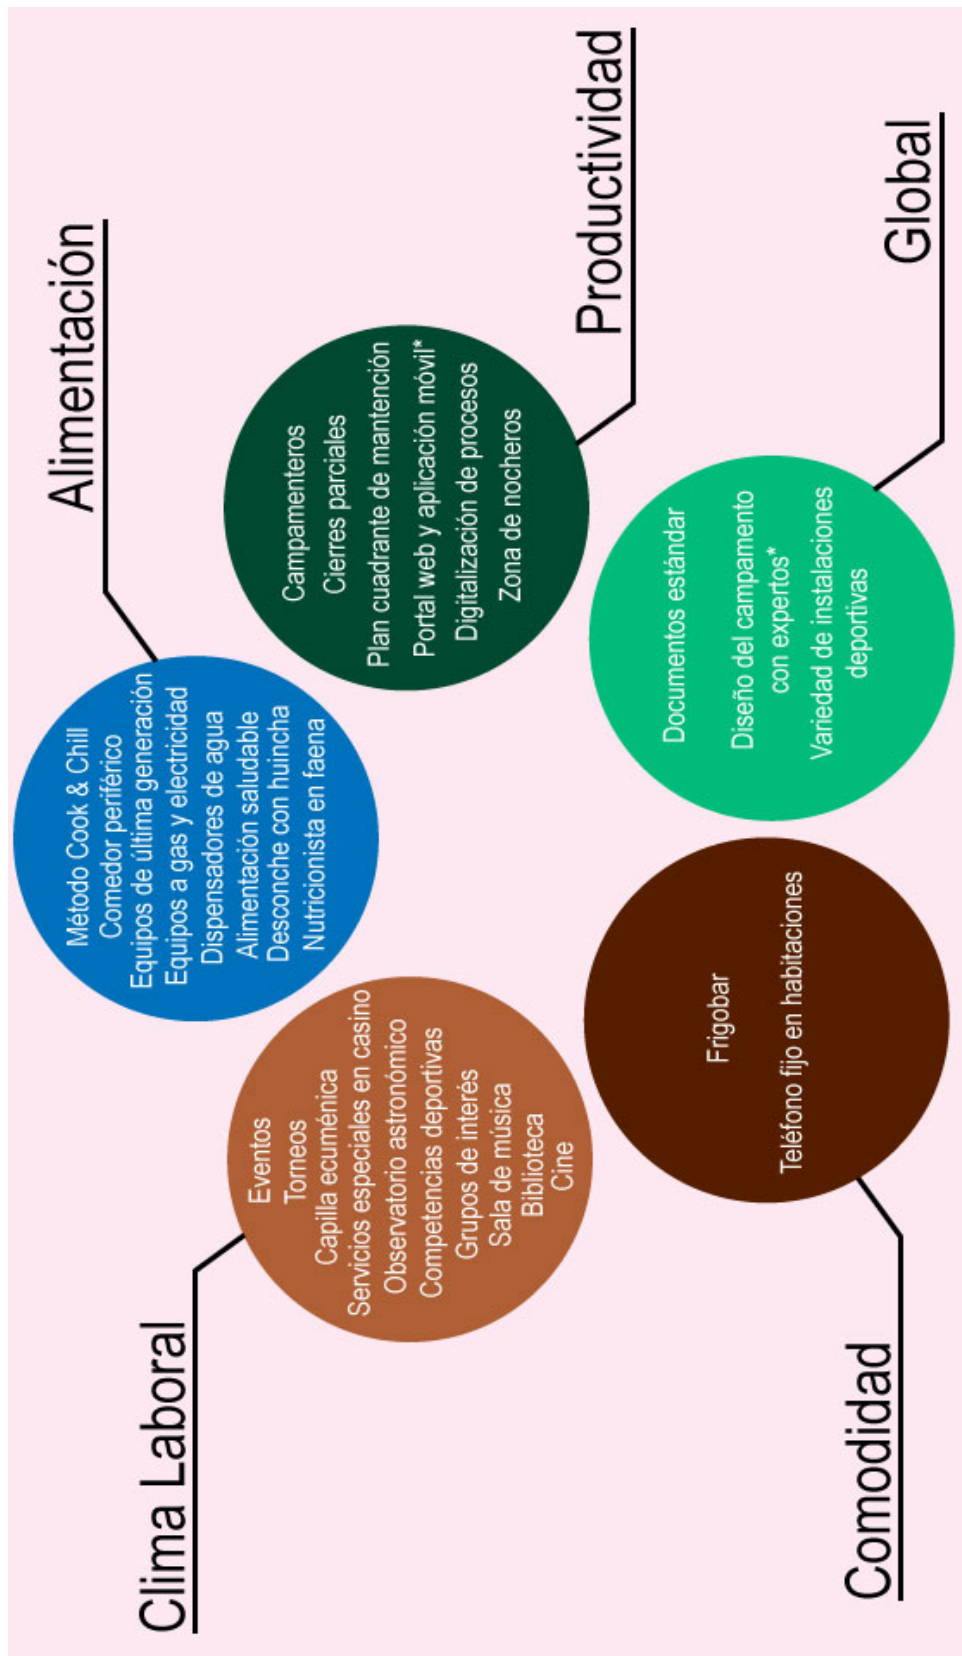 Alimentación
Método Cook & Chill
Comedor periférico
Equipos de última generación
Equipos a gas y electricidad
Dispensadores de agua
Alimentación saludable
Desconche con huincha
Nutricionista en faena
Clima Laboral
Eventos
Torneos
Capilla ecuménica
Servicios especiales en casino
Observatorio astronómico
Competencias deportivas
Grupos de interés
Sala de música
Biblioteca
Cine
Productividad
Campamenteros
Cierres parciales
Plan cuadrante de mantención
Portal web y aplicación móvil*
Digitalización de procesos
Zona de nocheros
Comodidad
Frigobar
Teléfono fijo en habitaciones
Global
Documentos estándar
Diseño del campamento
con expertos*
Variedad de instalaciones
deportivas